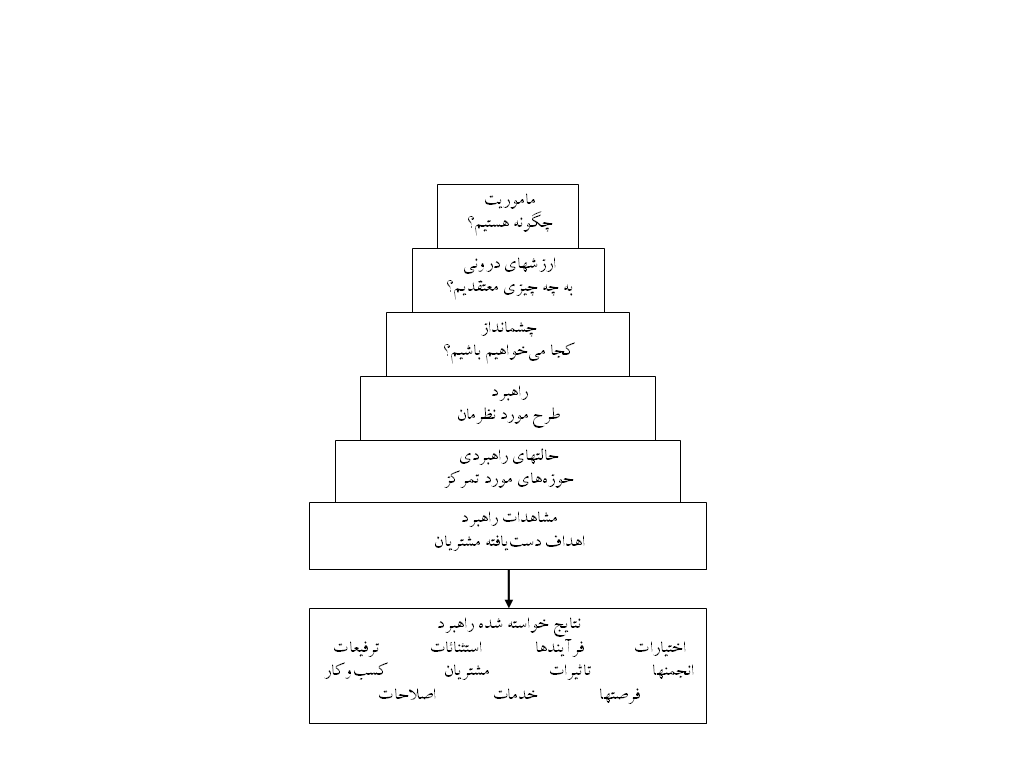 ماموریت
چگونه هستیم؟
ارزشهای درونی
به چه چیزی معتقدیم؟
چشمانداز
کجا می‌خواهیم باشیم؟
راهبرد
طرح مورد نظرمان
حالتهای راهبردی
حوزه‌های مورد تمرکز
مشاهدات راهبرد
اهداف دست‌یافته مشتریان
نتایج خواسته شده راهبرد
اختیارات فرآیندها استثنائات ترفیعات
انجمنها تاثیرات مشتریان کسب‌وکار
فرصتها خدمات اصلاحات